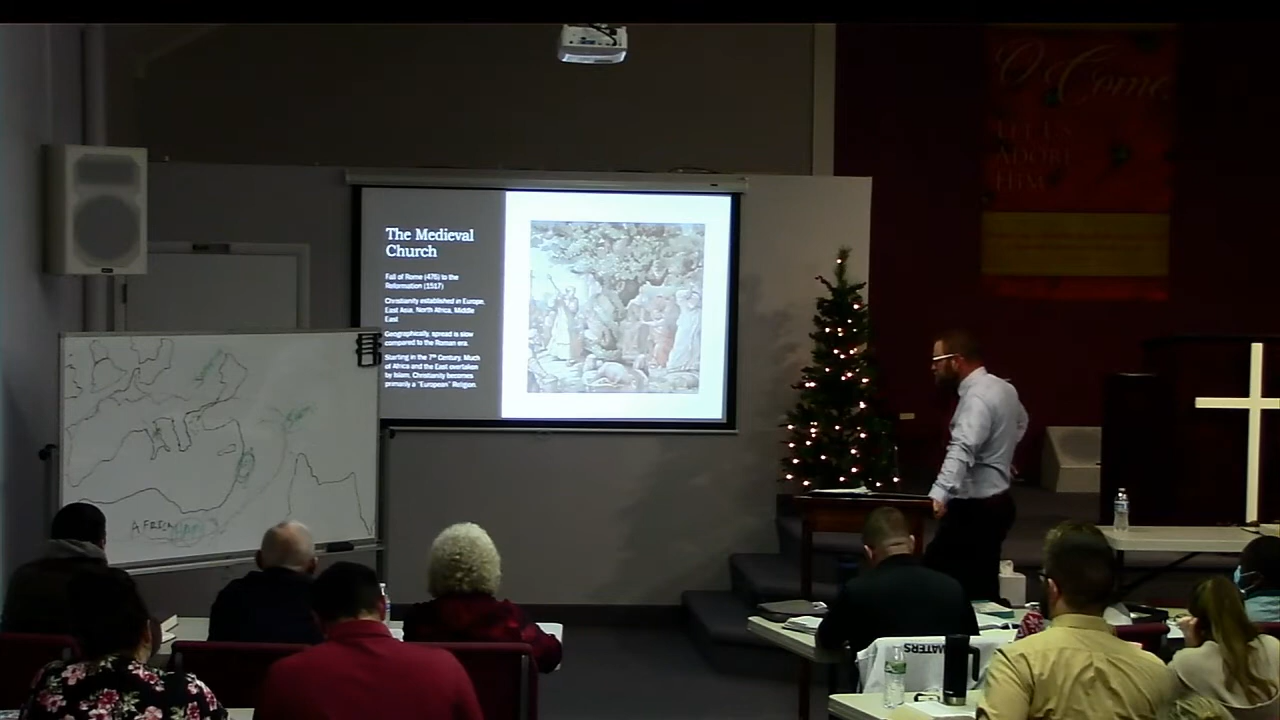 O Come
LET US
ADORE
HIM
The Medieval
Church
Fall of Rome (476) to the
Reformation (1517)
Christianity established in Europe,
East Asia, North Africa, Middle
East
Geographically, spread is slow
compared to the Roman era.
Starting in the 7th Century, Much
of Africa and the East overtaken
by Islam. Christianity becomes
primarily a "European" Religion.
AFRICA
WATERS